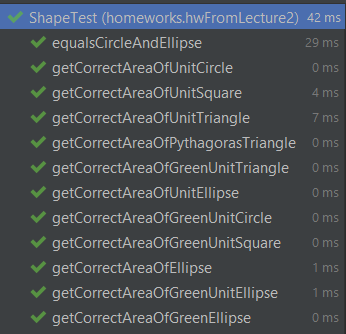 ShapeTest (homeworks.hwFromLecture2) 42 ms
equalsCircleAndEllipse 29 ms
getCorrectAreaOfUnitCircle 0 ms
getCorrectAreaOfUnitSquare 4 ms
getCorrectAreaOfUnitTriangle 7 ms
getCorrectAreaOfPythagorasTriangle 0 ms
getCorrectAreaOfGreenUnitTriangle 0 ms
getCorrectAreaOfUnitEllipse 0 ms
getCorrectAreaOfGreenUnitCircle 0 ms
getCorrectAreaOfGreenUnitSquare 0 ms
getCorrectAreaOfEllipse 1 ms
getCorrectAreaOfGreenUnitEllipse 1 ms
getCorrectAreaOfGreenEllipse 0 ms